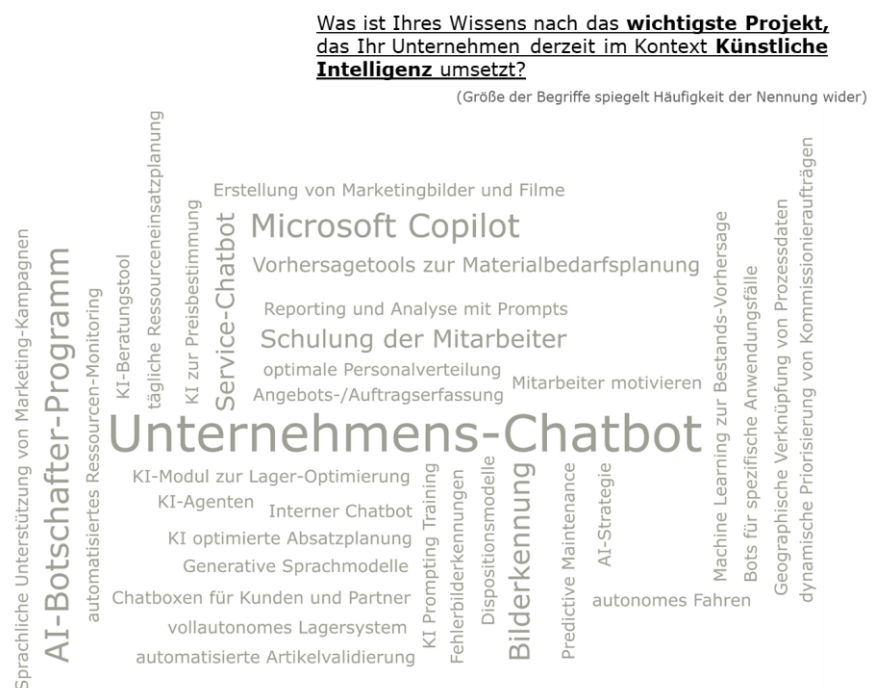 Was ist Ihres Wissens nach das wichtigste Projekt,
das Ihr Unternehmen derzeit im Kontext Künstliche
Intelligenz umsetzt?
(Größe der Begriffe spiegelt Häufigkeit der Nennung wider)
Sprachliche Unterstützung von Marketing-Kampagnen
AI-Botschafter-Programm
automatisiertes Ressourcen-Monitoring
KI-Beratungstool
tägliche Ressourceneinsatzplanung
KI zur Preisbestimmung
Service-Chatbot
Erstellung von Marketingbilder und Filme
Microsoft Copilot
Vorhersagetools zur Materialbedarfsplanung
Reporting und Analyse mit Prompts
Schulung der Mitarbeiter
optimale Personalverteilung
Mitarbeiter motivieren
Angebots-/Auftragserfassung
Unternehmens-Chatbot
KI-Modul zur Lager-Optimierung
KI-Agenten
Interner Chatbot
KI optimierte Absatzplanung
Generative Sprachmodelle
Chatboxen für Kunden und Partner
vollautonomes Lagersystem
automatisierte Artikelvalidierung
KI Prompting Training
Fehlerbilderkennungen
Dispositionsmodelle
Bilderkennung
Predictive Maintenance
AI-Strategie
autonomes Fahren
Machine Learning zur Bestands-Vorhersage
Bots für spezifische Anwendungsfälle
Geographische Verknüpfung von Prozessdaten
dynamische Priorisierung von Kommissionieraufträgen